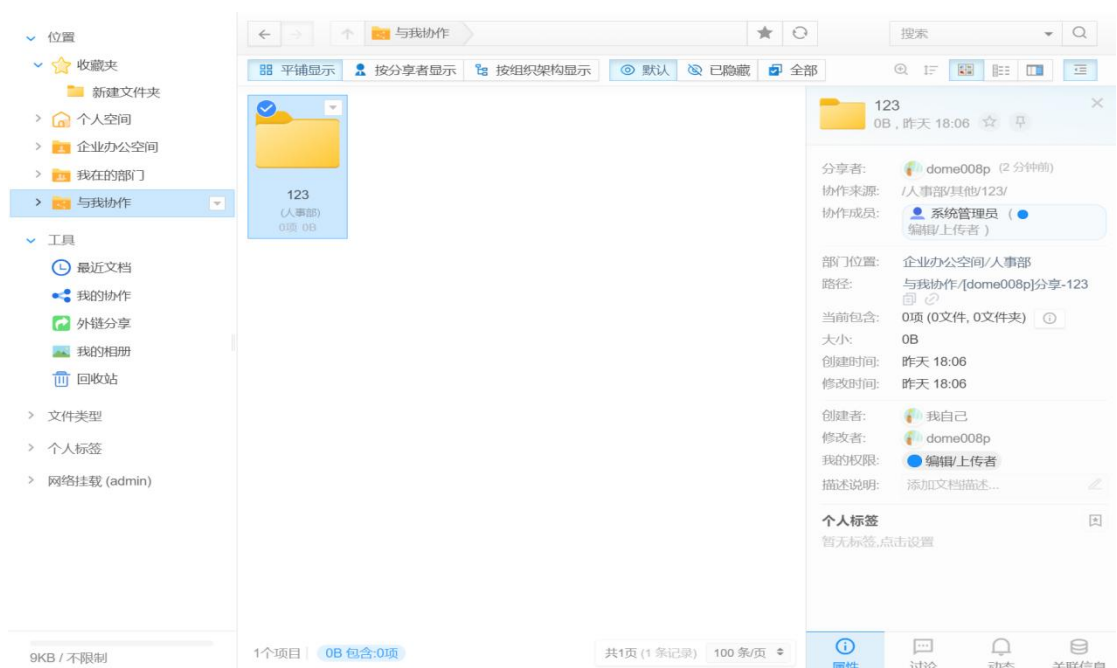 位置
收藏夹
新建文件夹
个人空间
企业办公空间
我在的部门
与我协作
工具
最近文档
我的协作
外链分享
我的相册
回收站
文件类型
个人标签
网络挂载 (admin)
9KB / 不限制
与我协作
搜索
平铺显示 按分享者显示 按组织架构显示 默认 已隐藏 全部
123
(人事部)
0项 0B
1个项目 0B 包含:0项
共1页 (1 条记录) 100 条/页
123
0B , 昨天 18:06
分享者: dome008p (2 分钟前)
协作来源: /人事部/其他/123/
协作成员: 系统管理员 (
编辑/上传者 )
部门位置: 企业办公空间/人事部
路径: 与我协作/[dome008p]分享-123
当前包含: 0项 (0文件, 0文件夹)
大小: 0B
创建时间: 昨天 18:06
修改时间: 昨天 18:06
创建者: 我自己
修改者: dome008p
我的权限: 编辑/上传者
描述说明: 添加文档描述...
个人标签
暂无标签,点击设置
属性 讨论 动态 关联信息